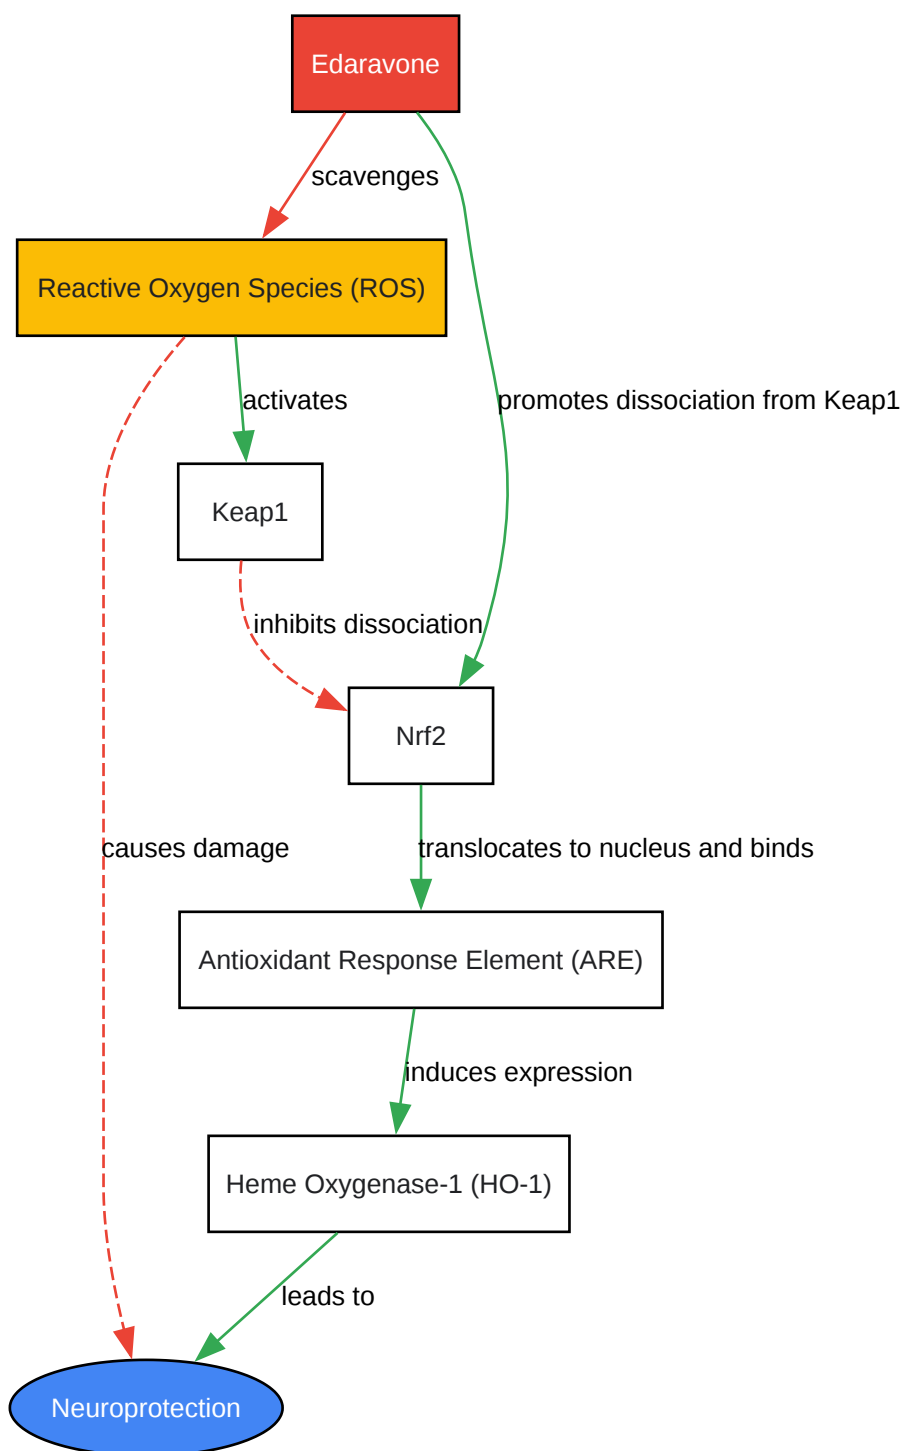 Edaravone
scavenges
Reactive Oxygen Species (ROS)
activates
promotes dissociation from Keap1
Keap1
inhibits dissociation
Nrf2
causes damage
translocates to nucleus and binds
Antioxidant Response Element (ARE)
induces expression
Heme Oxygenase-1 (HO-1)
leads to
Neuroprotection